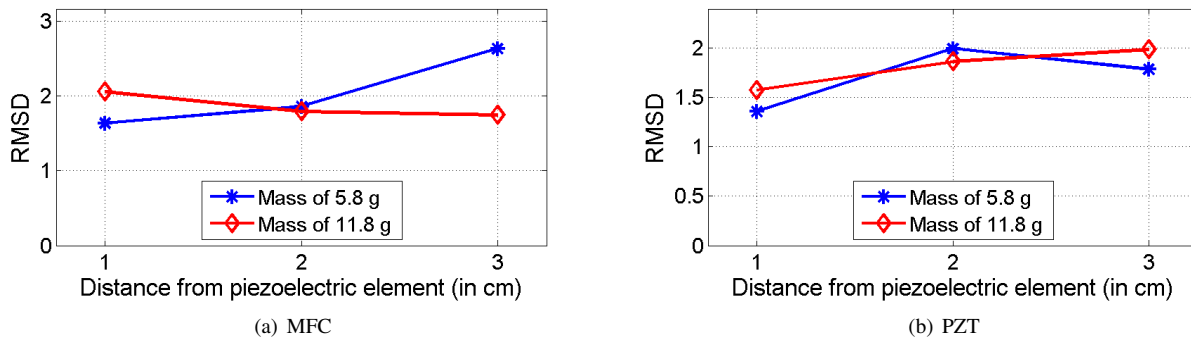 3
2
1
0
RMSD
Mass of 5.8 g
Mass of 11.8 g
1 2 3
Distance from piezoelectric element (in cm)
(a) MFC
2
1.5
1
0.5
0
RMSD
Mass of 5.8 g
Mass of 11.8 g
1 2 3
Distance from piezoelectric element (in cm)
(b) PZT